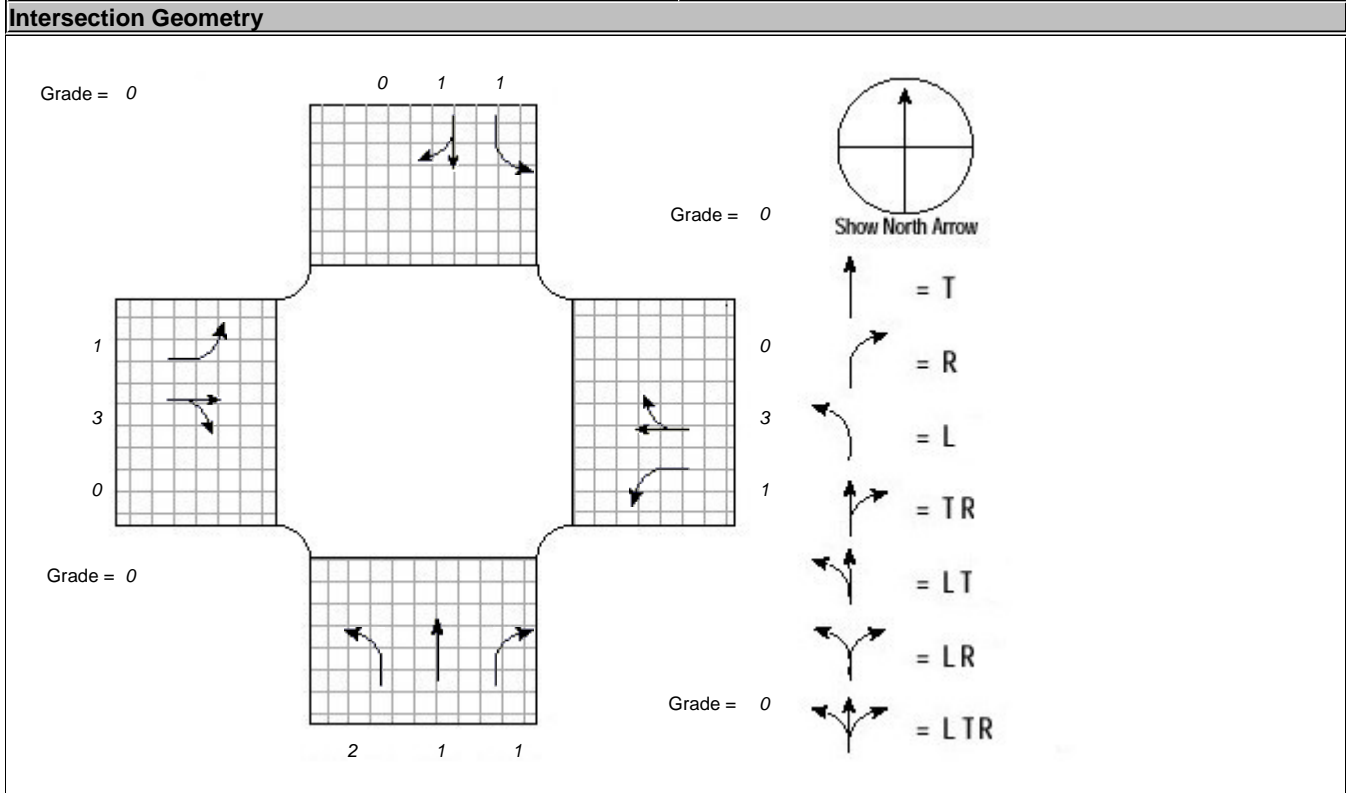 Intersection Geometry
Grade = 0
0 1 1
Grade = 0
Show North Arrow
= T
= R
= L
= TR
= LT
= LR
= LTR
1
3
0
0
3
1
Grade = 0
Grade = 0
2 1 1